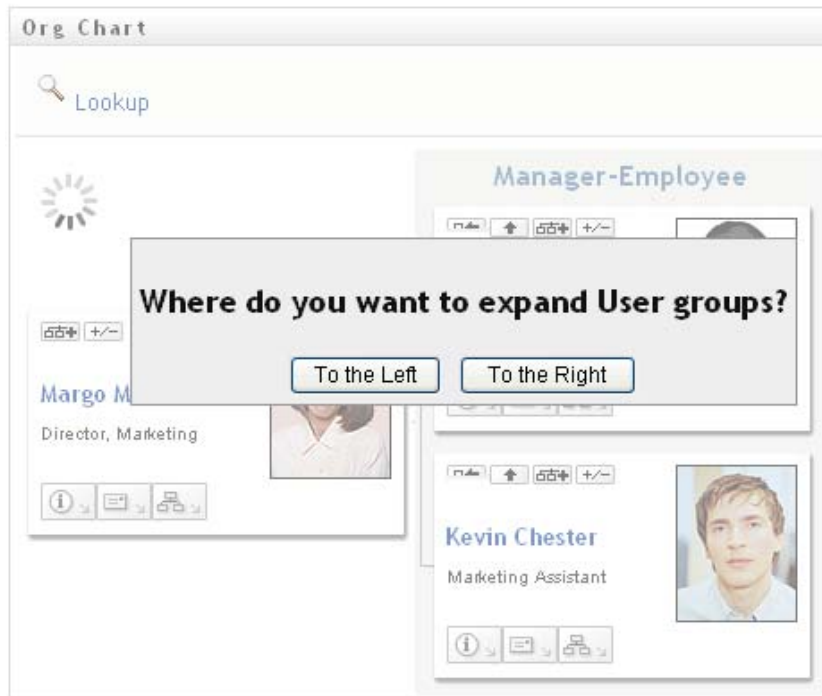 Org Chart
Lookup
Manager-Employee
Where do you want to expand User groups?
To the Left
To the Right
Margo M
Director, Marketing
Kevin Chester
Marketing Assistant